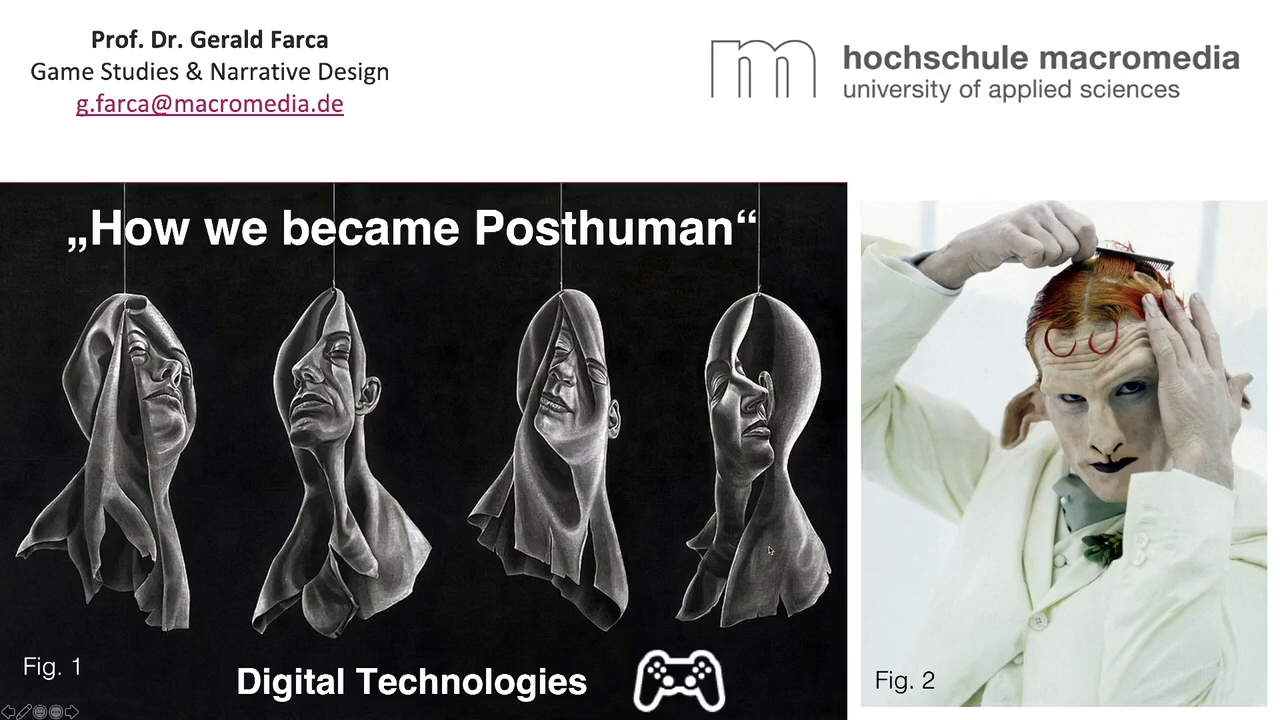 Prof. Dr. Gerald Farca
Game Studies & Narrative Design
g.farca@macromedia.de
m
hochschule macromedia
university of applied sciences
„How we became Posthuman“
Fig. 1
Digital Technologies
Fig. 2